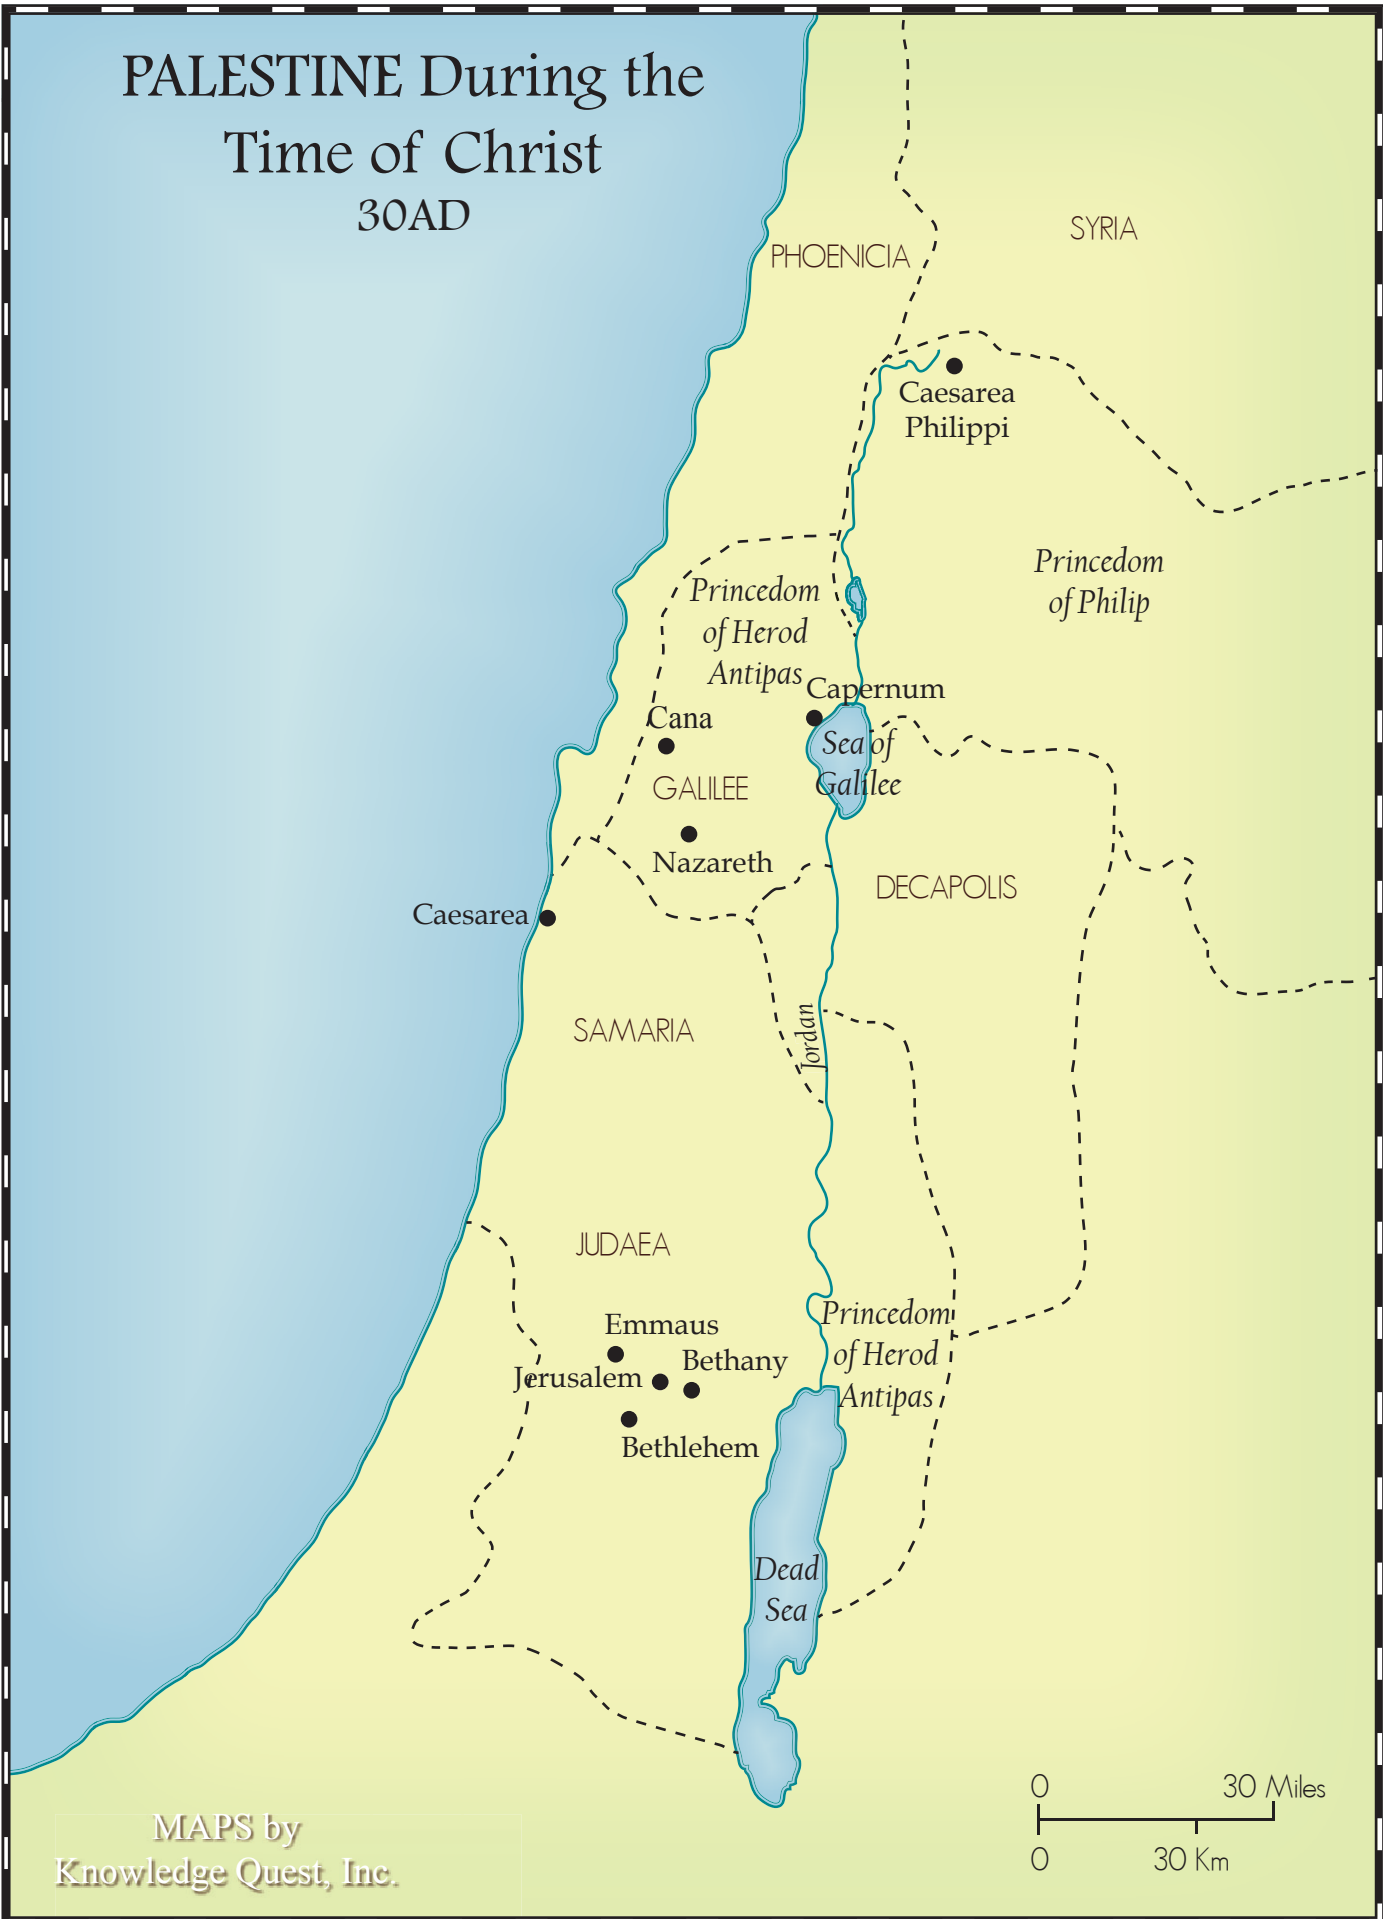 PALESTINE During the
Time of Christ
30AD
SYRIA
PHOENICIA
Caesarea
Philippi
Princedom
of Philip
Princedom
of Herod
Antipas
Capernum
Cana
Sea of
Galilee
GALILEE
Nazareth
DECAPOLIS
Caesarea
SAMARIA
Jordan
JUDAEA
Princedom
of Herod
Antipas
Emmaus
Bethany
Jerusalem
Bethlehem
Dead
Sea
0 30 Miles
0 30 Km
MAPS by
Knowledge Quest, Inc.